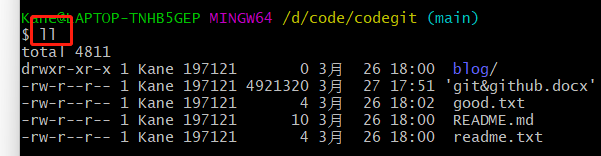 Kane@LAPTOP-TNHB5GEP MINGW64 /d/code/codegit (main)
$ ll
total 4811
drwxr-xr-x 1 Kane 197121       0 3月  26 18:00  blog/
-rw-r--r-- 1 Kane 197121 4921320 3月  27 17:51 'git&github.docx'
-rw-r--r-- 1 Kane 197121       4 3月  26 18:02  good.txt
-rw-r--r-- 1 Kane 197121      10 3月  26 18:00  README.md
-rw-r--r-- 1 Kane 197121       4 3月  26 18:00  readme.txt